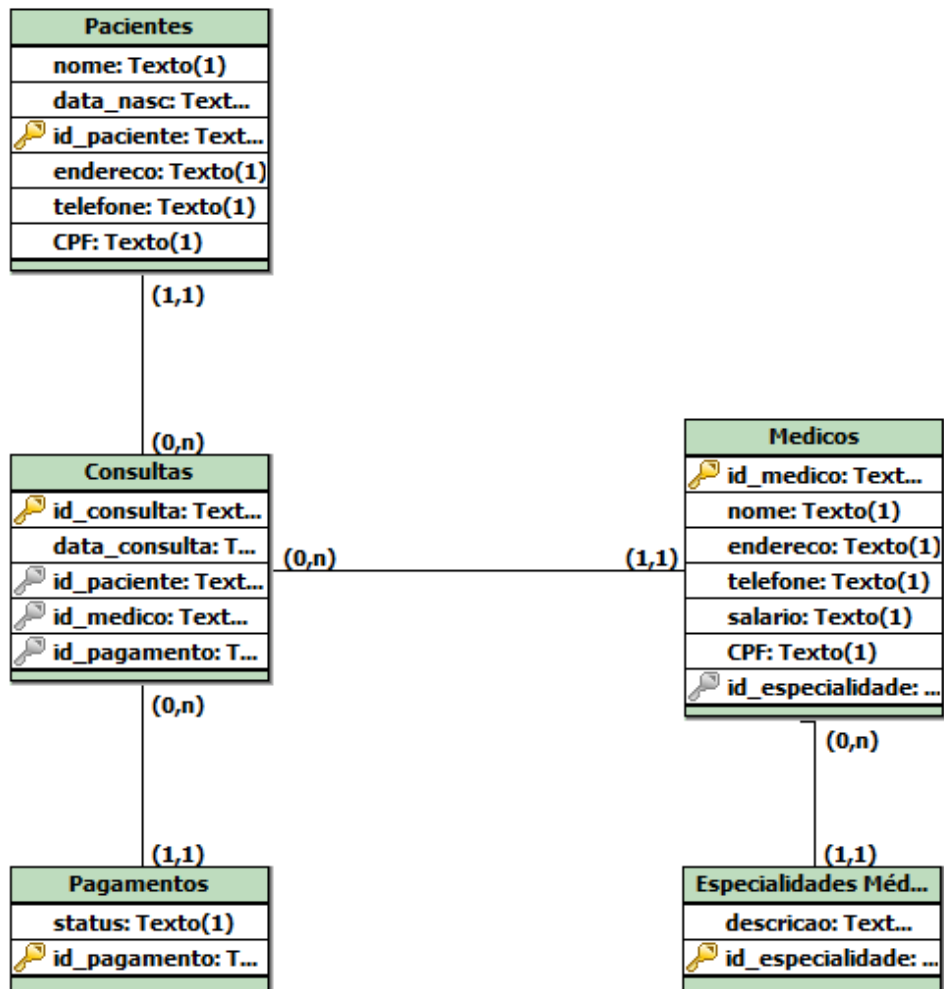 Pacientes
nome: Texto(1)
data_nasc: Text...
id_paciente: Text...
endereco: Texto(1)
telefone: Texto(1)
CPF: Texto(1)
(1,1)
(0,n)
Consultas
id_consulta: Text...
data_consulta: T...
id_paciente: Text...
id_medico: Text...
id_pagamento: T...
(0,n)
(1,1)
Medicos
id_medico: Text...
nome: Texto(1)
endereco: Texto(1)
telefone: Texto(1)
salario: Texto(1)
CPF: Texto(1)
id_especialidade: ...
(0,n)
(1,1)
Pagamentos
status: Texto(1)
id_pagamento: T...
(0,n)
(1,1)
Especialidades Méd...
descricao: Text...
id_especialidade: ...